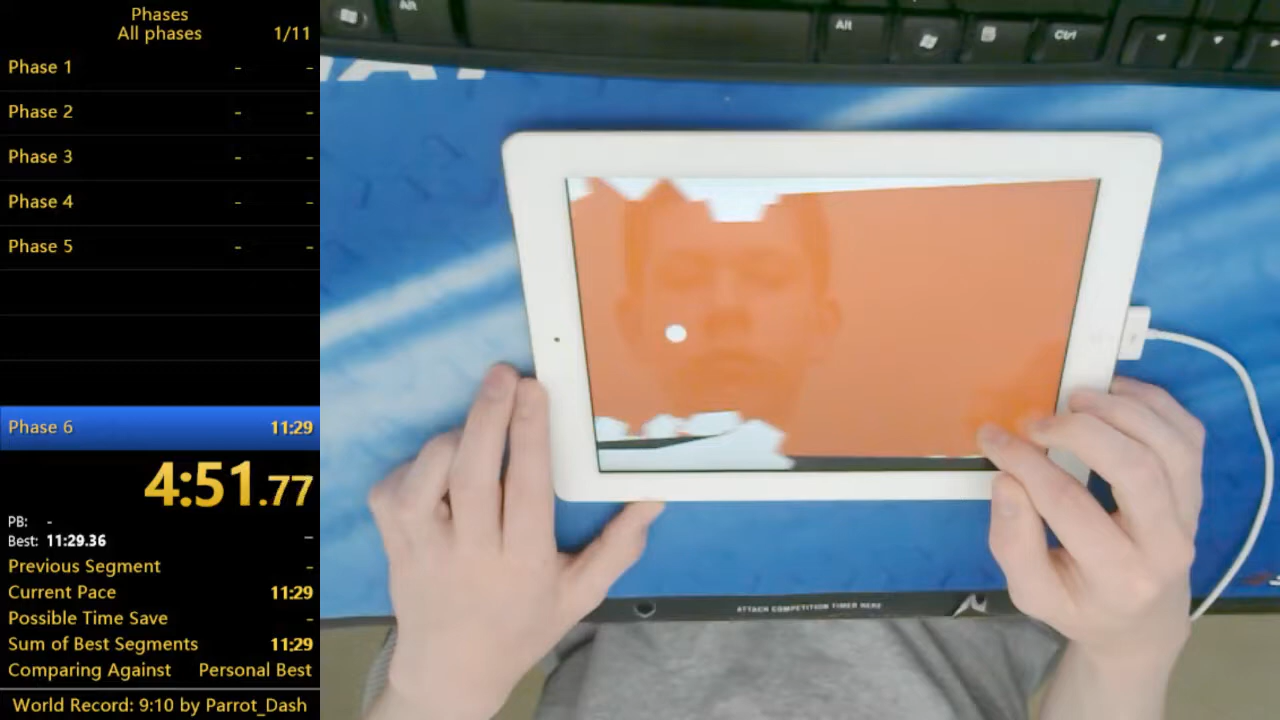 Phases
All phases 1/11
Phase 1 - -
Phase 2 - -
Phase 3 - -
Phase 4 - -
Phase 5 - -
Phase 6 11:29
4:51.77
PB: -
Best: 11:29.36 –
Previous Segment -
Current Pace 11:29
Possible Time Save -
Sum of Best Segments 11:29
Comparing Against Personal Best
World Record: 9:10 by Parrot_Dash
Alt
Alt
Ctrl
ATTACH COMPETITION TIMER HERE